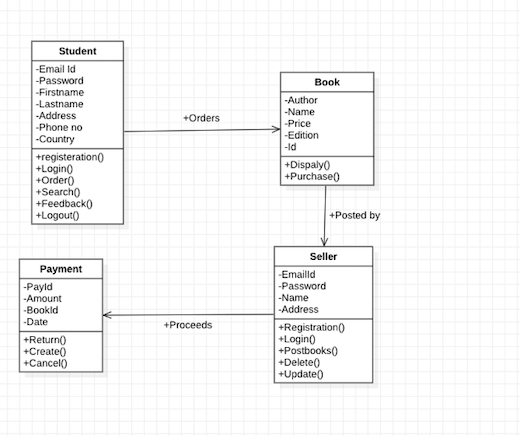 Student
-Email Id
-Password
-Firstname
-Lastname
-Address
-Phone no
-Country
+registeration()
+Login()
+Order()
+Search()
+Feedback()
+Logout()
+Orders
Book
-Author
-Name
-Price
-Edition
-Id
+Dispaly()
+Purchase()
+Posted by
Seller
-EmailId
-Password
-Name
-Address
+Registration()
+Login()
+Postbooks()
+Delete()
+Update()
+Proceeds
Payment
-PayId
-Amount
-BookId
-Date
+Return()
+Create()
+Cancel()